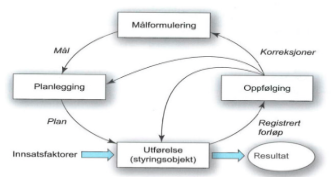 Målformulering
Mål
Korreksjoner
Planlegging
Oppfølging
Plan
Registrert
forløp
Innsatsfaktorer
Utførelse
(styringsobjekt)
Resultat